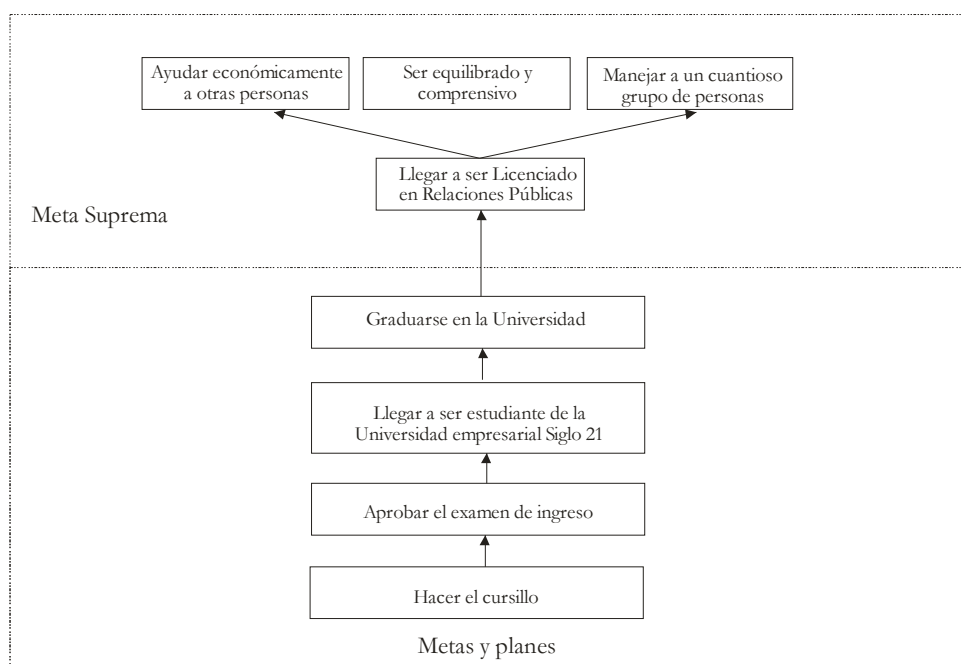 Ayudar económicamente
a otras personas
Ser equilibrado y
comprensivo
Manejar a un cuantioso
grupo de personas
Llegar a ser Licenciado
en Relaciones Públicas
Meta Suprema
Graduarse en la Universidad
Llegar a ser estudiante de la
Universidad empresarial Siglo 21
Aprobar el examen de ingreso
Hacer el cursillo
Metas y planes